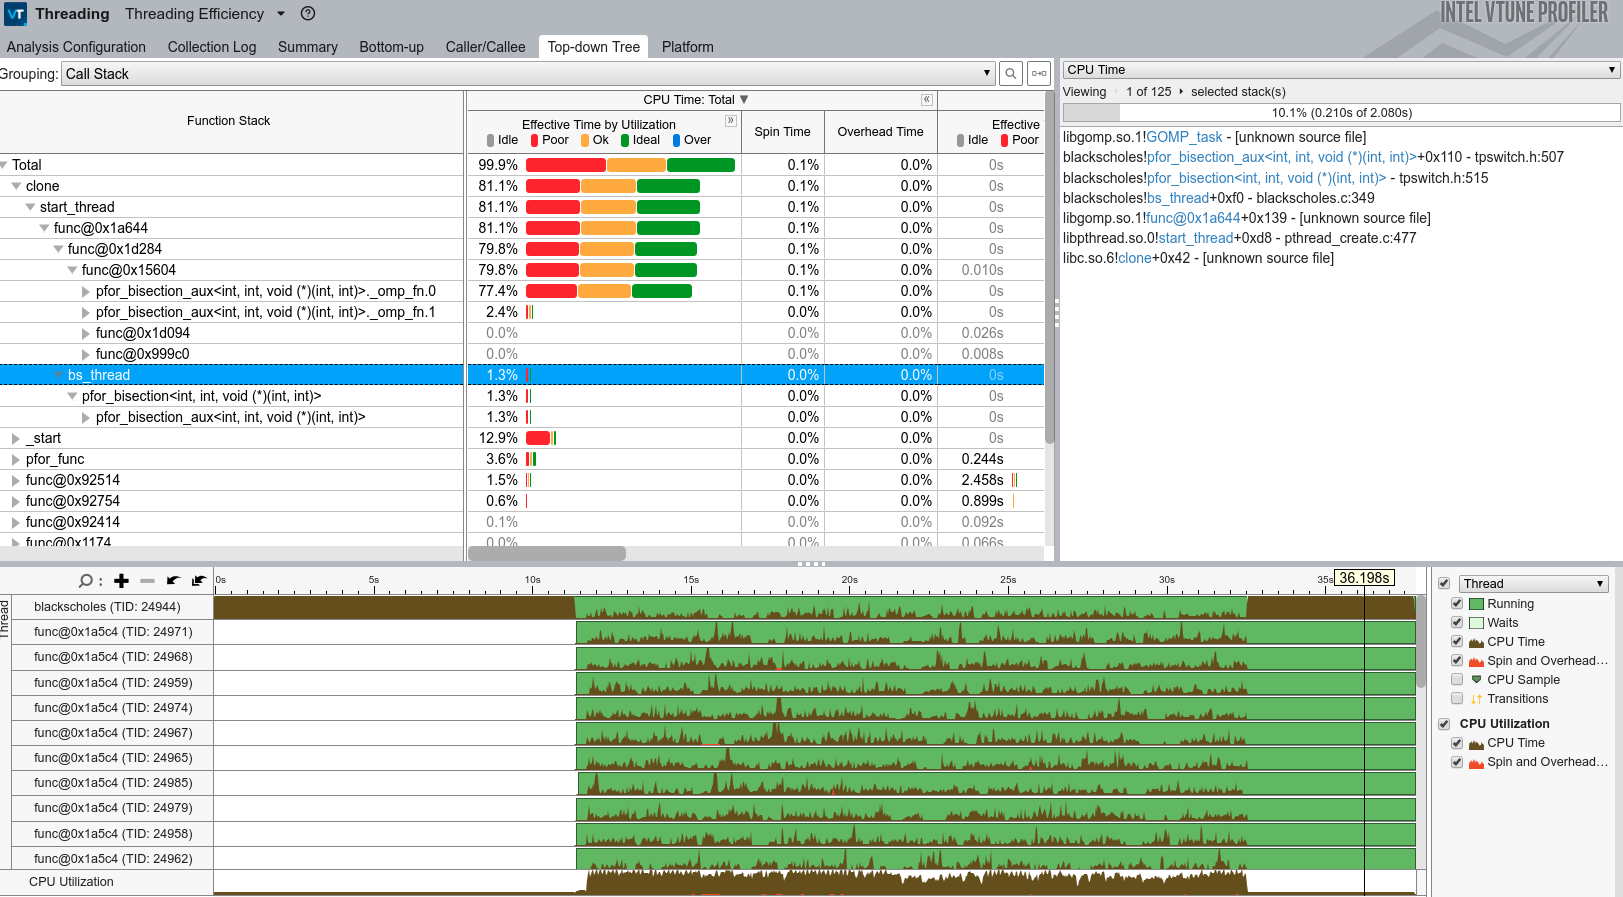 VT Threading Threading Efficiency ?
INTEL VTUNE PROFILER
Analysis Configuration Collection Log Summary Bottom-up Caller/Callee Top-down Tree Platform
Grouping: Call Stack
Function Stack
CPU Time: Total
Effective Time by Utilization
Idle Poor Ok Ideal Over
Spin Time
Overhead Time
Effective
Idle Poor
Total 99.9% 0.1% 0.0% 0s
clone 81.1% 0.1% 0.0% 0s
start_thread 81.1% 0.1% 0.0% 0s
func@0x1a644 81.1% 0.1% 0.0% 0s
func@0x1d284 79.8% 0.1% 0.0% 0s
func@0x15604 79.8% 0.1% 0.0% 0.010s
pfor_bisection_aux<int, int, void (*)(int, int)>._omp_fn.0 77.4% 0.1% 0.0% 0s
pfor_bisection_aux<int, int, void (*)(int, int)>._omp_fn.1 2.4% 0.0% 0.0% 0s
func@0x1d094 0.0% 0.0% 0.0% 0.026s
func@0x999c0 0.0% 0.0% 0.0% 0.008s
bs_thread 1.3% 0.0% 0.0% 0s
pfor_bisection<int, int, void (*)(int, int)> 1.3% 0.0% 0.0% 0s
pfor_bisection_aux<int, int, void (*)(int, int)> 1.3% 0.0% 0.0% 0s
_start 12.9% 0.0% 0.0% 0s
pfor_func 3.6% 0.0% 0.0% 0.244s
func@0x92514 1.5% 0.0% 0.0% 2.458s
func@0x92754 0.6% 0.0% 0.0% 0.899s
func@0x92414 0.1% 0.0% 0.0% 0.092s
func@0x1174 0.0% 0.0% 0.0% 0.066s
CPU Time
Viewing 1 of 125 selected stack(s)
10.1% (0.210s of 2.080s)
libgomp.so.1!GOMP_task - [unknown source file]
blackscholes!pfor_bisection_aux<int, int, void (*)(int, int)>+0x110 - tpswitch.h:507
blackscholes!pfor_bisection<int, int, void (*)(int, int)> - tpswitch.h:515
blackscholes!bs_thread+0xf0 - blackscholes.c:349
libgomp.so.1!func@0x1a644+0x139 - [unknown source file]
libpthread.so.0!start_thread+0xd8 - pthread_create.c:477
libc.so.6!clone+0x42 - [unknown source file]
0s 5s 10s 15s 20s 25s 30s 35s 36.198s
Thread
blackscholes (TID: 24944)
func@0x1a5c4 (TID: 24971)
func@0x1a5c4 (TID: 24968)
func@0x1a5c4 (TID: 24959)
func@0x1a5c4 (TID: 24974)
func@0x1a5c4 (TID: 24967)
func@0x1a5c4 (TID: 24965)
func@0x1a5c4 (TID: 24985)
func@0x1a5c4 (TID: 24979)
func@0x1a5c4 (TID: 24958)
func@0x1a5c4 (TID: 24962)
CPU Utilization
Thread
Running
Waits
CPU Time
Spin and Overhead...
CPU Sample
Transitions
CPU Utilization
CPU Time
Spin and Overhead...